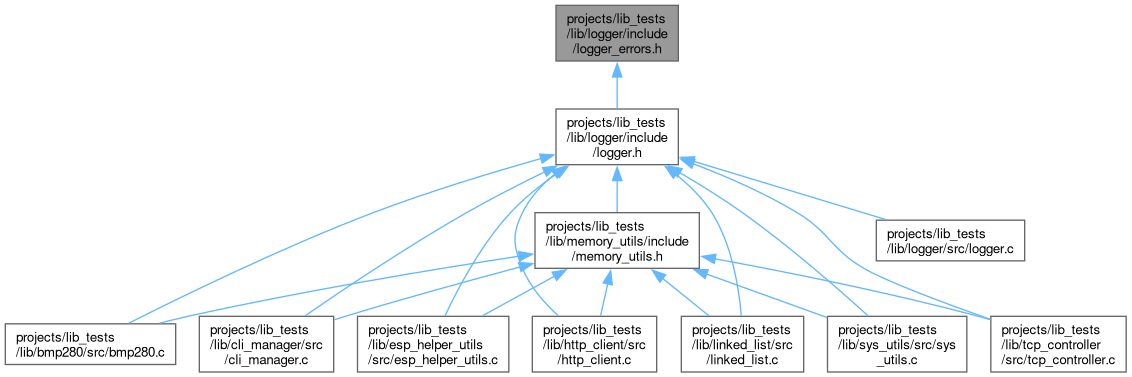 projects/lib_tests
/lib/logger/include
/logger_errors.h
projects/lib_tests
/lib/logger/include
/logger.h
projects/lib_tests
/lib/memory_utils/include
/memory_utils.h
projects/lib_tests
/lib/logger/src/logger.c
projects/lib_tests
/lib/bmp280/src/bmp280.c
projects/lib_tests
/lib/cli_manager/src
/cli_manager.c
projects/lib_tests
/lib/esp_helper_utils
/src/esp_helper_utils.c
projects/lib_tests
/lib/http_client/src
/http_client.c
projects/lib_tests
/lib/linked_list/src
/linked_list.c
projects/lib_tests
/lib/sys_utils/src/sys
_utils.c
projects/lib_tests
/lib/tcp_controller
/src/tcp_controller.c